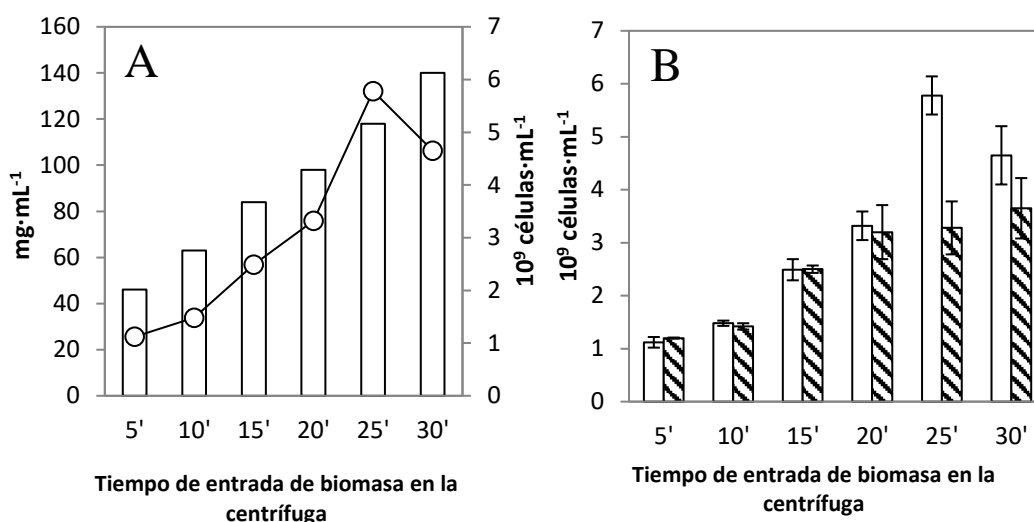 A
160
140
120
100
80
60
40
20
0
mg·mL⁻¹
7
6
5
4
3
2
1
0
10⁹ células·mL⁻¹
5' 10' 15' 20' 25' 30'
Tiempo de entrada de biomasa en la
centrífuga
B
7
6
5
4
3
2
1
0
10⁹ células·mL⁻¹
5' 10' 15' 20' 25' 30'
Tiempo de entrada de biomasa en la
centrífuga